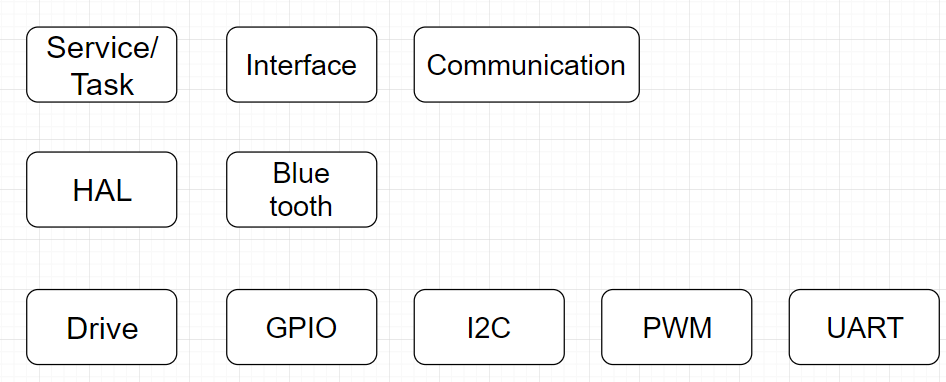 Service/
Task
Interface
Communication
HAL
Blue
tooth
Drive
GPIO
I2C
PWM
UART